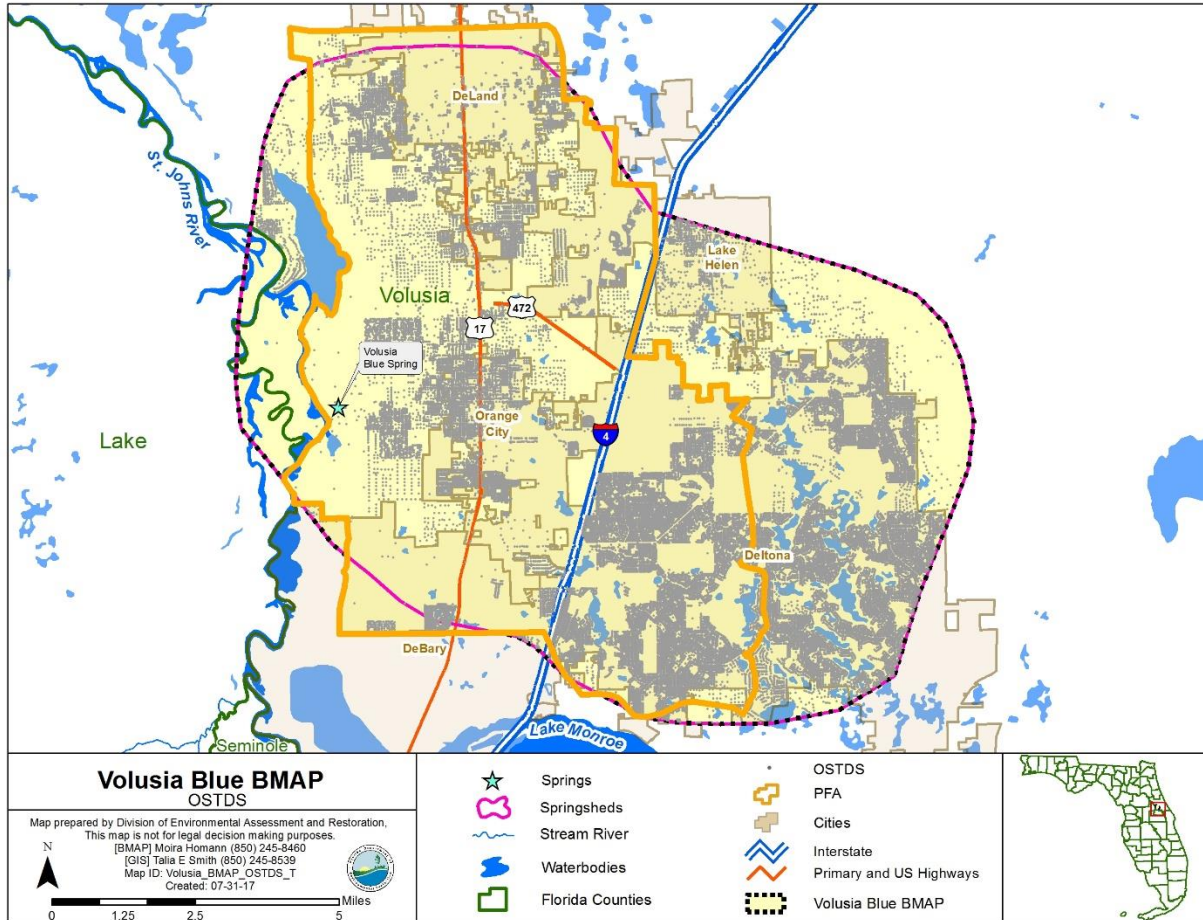 DeLand
St. Johns River
Lake
Helen
Volusia
472
17
Volusia
Blue Spring
Orange
City
4
Lake
Deltona
DeBary
Lake Monroe
Seminole
Volusia Blue BMAP
OSTDS
Map prepared by Division of Environmental Assessment and Restoration,
This map is not for legal decision making purposes.
[BMAP] Moira Homann (850) 245-8460
[GIS] Talia E Smith (850) 245-8539
Map ID: Volusia_BMAP_OSTDS_T
Created: 07-31-17
N
Miles
0 1.25 2.5 5
Springs
Springsheds
Stream River
Waterbodies
Florida Counties
OSTDS
PFA
Cities
Interstate
Primary and US Highways
Volusia Blue BMAP